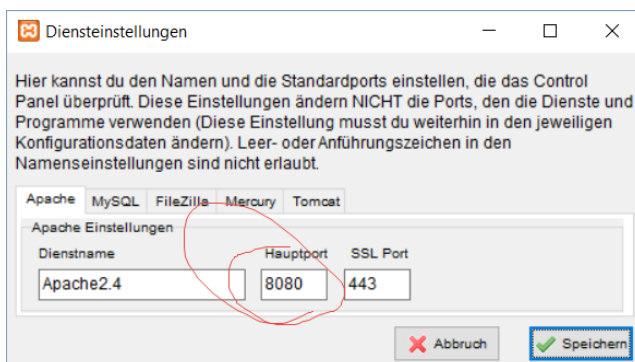 Diensteinstellungen
Hier kannst du den Namen und die Standardports einstellen, die das Control
Panel überprüft. Diese Einstellungen ändern NICHT die Ports, den die Dienste und
Programme verwenden (Diese Einstellung musst du weiterhin in den jeweiligen
Konfigurationsdaten ändern). Leer- oder Anführungszeichen in den
Namenseinstellungen sind nicht erlaubt.
Apache MySQL FileZilla Mercury Tomcat
Apache Einstellungen
Dienstname Hauptport SSL Port
Apache2.4 8080 443
Abbruch Speichern